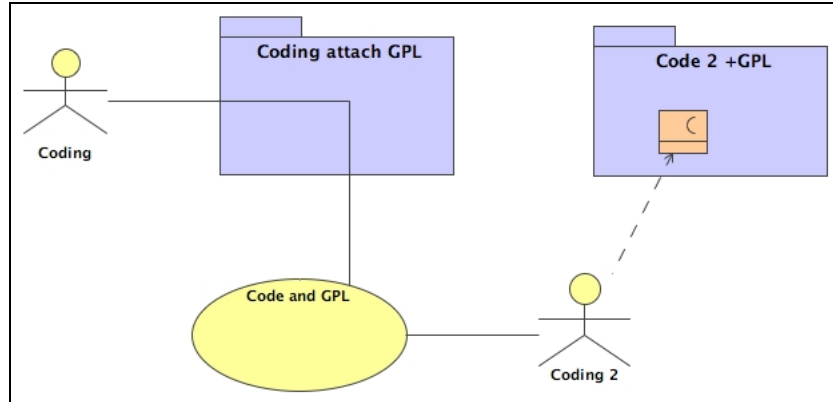 Coding attach GPL
Code 2 +GPL
Coding
Code and GPL
Coding 2